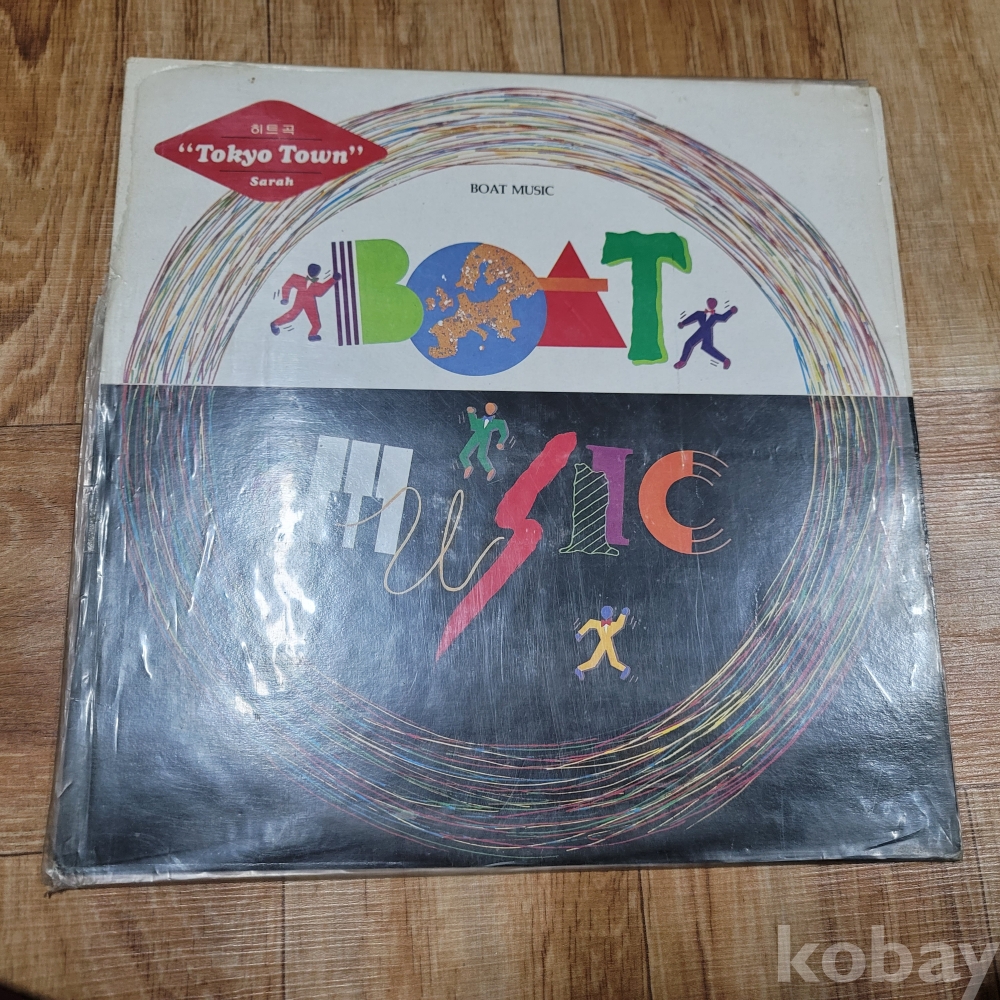 히트곡
“Tokyo Town”
Sarah
BOAT MUSIC
BOAT
music
kobay